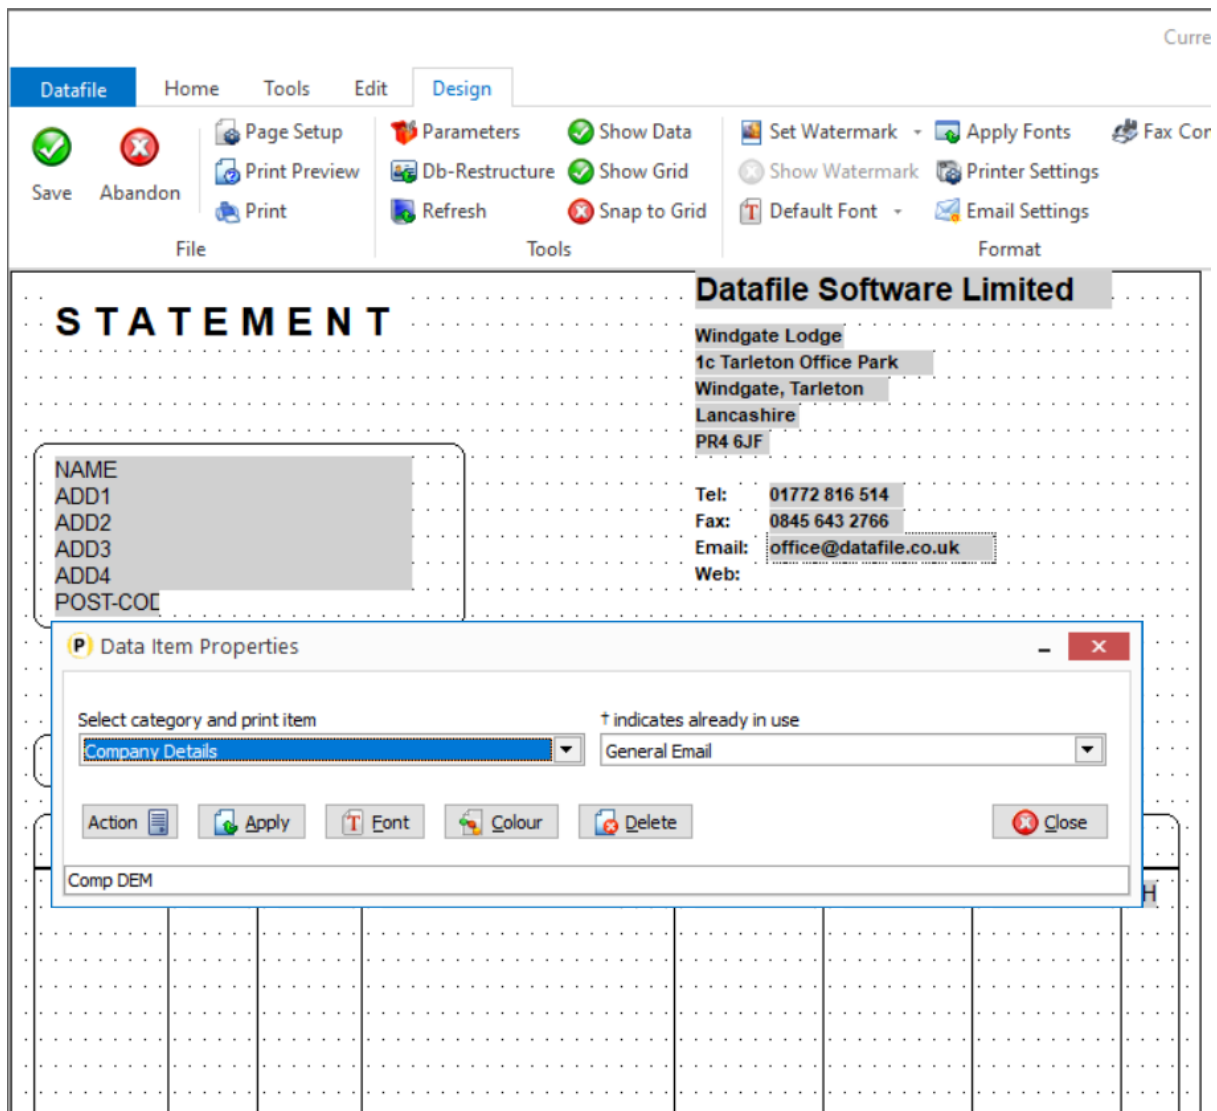 Curre
Datafile Home Tools Edit Design
Page Setup Parameters Show Data Set Watermark Apply Fonts Fax Con
Save Abandon Print Preview Db-Restructure Show Grid Show Watermark Printer Settings
Print Refresh Snap to Grid Default Font Email Settings
File Tools Format
Datafile Software Limited
S T A T E M E N T
Windgate Lodge
1c Tarleton Office Park
Windgate, Tarleton
Lancashire
PR4 6JF
NAME
ADD1
ADD2
ADD3
ADD4
POST-COD
Tel: 01772 816 514
Fax: 0845 643 2766
Email: office@datafile.co.uk
Web:
P Data Item Properties
Select category and print item † indicates already in use
Company Details General Email
Action Apply Font Colour Delete Close
Comp DEM
H